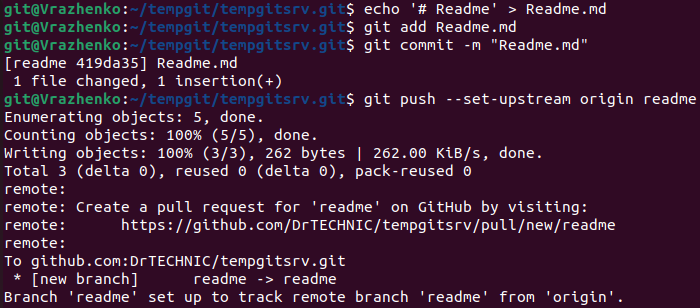 git@Vrazhenko:~/tempgit/tempgitsrv.git$ echo '# Readme' > Readme.md
git@Vrazhenko:~/tempgit/tempgitsrv.git$ git add Readme.md
git@Vrazhenko:~/tempgit/tempgitsrv.git$ git commit -m "Readme.md"
[readme 419da35] Readme.md
 1 file changed, 1 insertion(+)
git@Vrazhenko:~/tempgit/tempgitsrv.git$ git push --set-upstream origin readme
Enumerating objects: 5, done.
Counting objects: 100% (5/5), done.
Writing objects: 100% (3/3), 262 bytes | 262.00 KiB/s, done.
Total 3 (delta 0), reused 0 (delta 0), pack-reused 0
remote:
remote: Create a pull request for 'readme' on GitHub by visiting:
remote:      https://github.com/DrTECHNIC/tempgitsrv/pull/new/readme
remote:
To github.com:DrTECHNIC/tempgitsrv.git
 * [new branch]      readme -> readme
Branch 'readme' set up to track remote branch 'readme' from 'origin'.